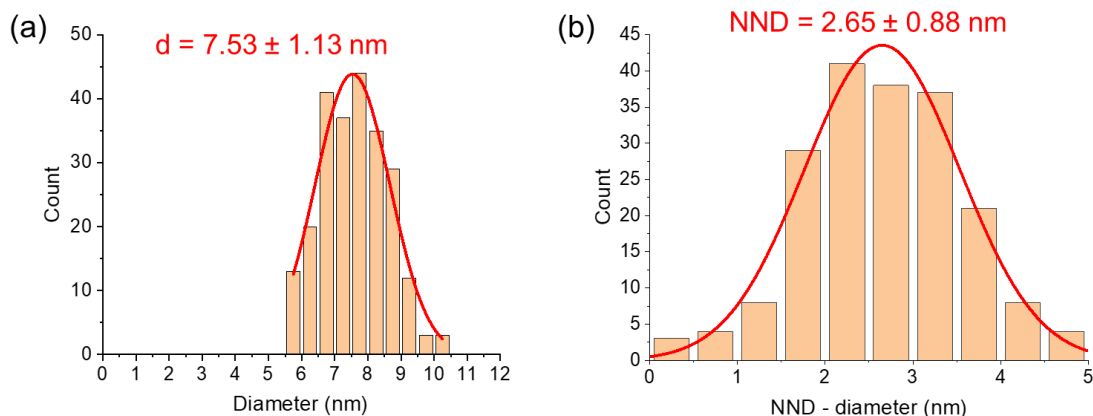 (a)
d = 7.53 ± 1.13 nm
50
40
30
20
10
0
Count
0 1 2 3 4 5 6 7 8 9 10 11 12
Diameter (nm)
(b)
NND = 2.65 ± 0.88 nm
45
40
35
30
25
20
15
10
5
0
Count
0 1 2 3 4 5
NND - diameter (nm)